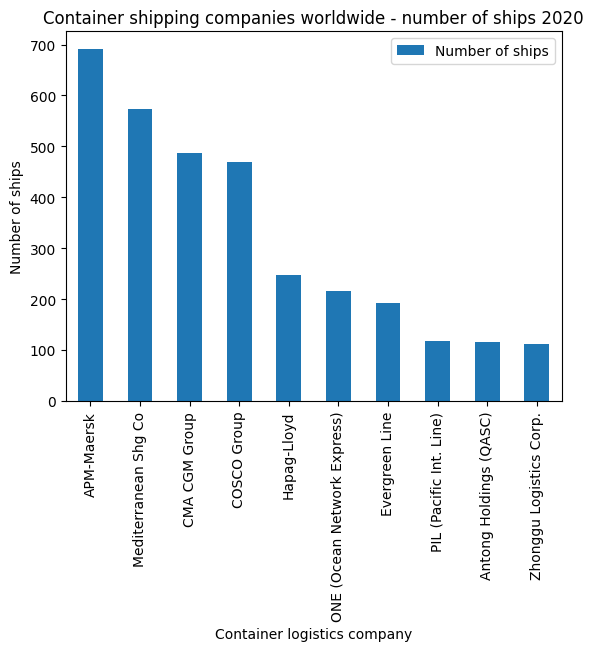 Container shipping companies worldwide - number of ships 2020
Number of ships
Number of ships
700
600
500
400
300
200
100
0
APM-Maersk
Mediterranean Shg Co
CMA CGM Group
COSCO Group
Hapag-Lloyd
ONE (Ocean Network Express)
Evergreen Line
PIL (Pacific Int. Line)
Antong Holdings (QASC)
Zhonggu Logistics Corp.
Container logistics company